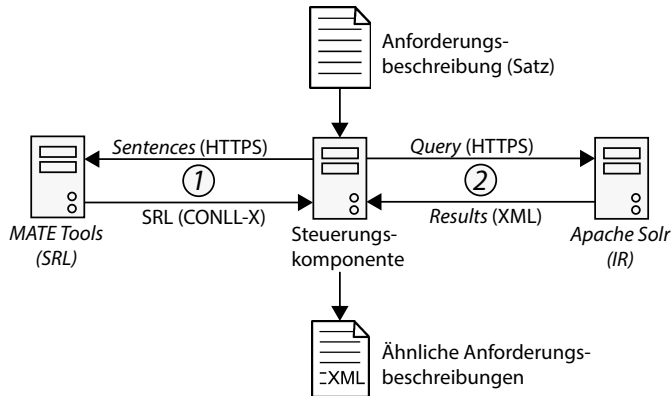 Anforderungs-
beschreibung (Satz)
Sentences (HTTPS)
Query (HTTPS)
1
2
SRL (CONLL-X)
Results (XML)
MATE Tools
(SRL)
Steuerungs-
komponente
Apache Solr
(IR)
XML
Ähnliche Anforderungs-
beschreibungen